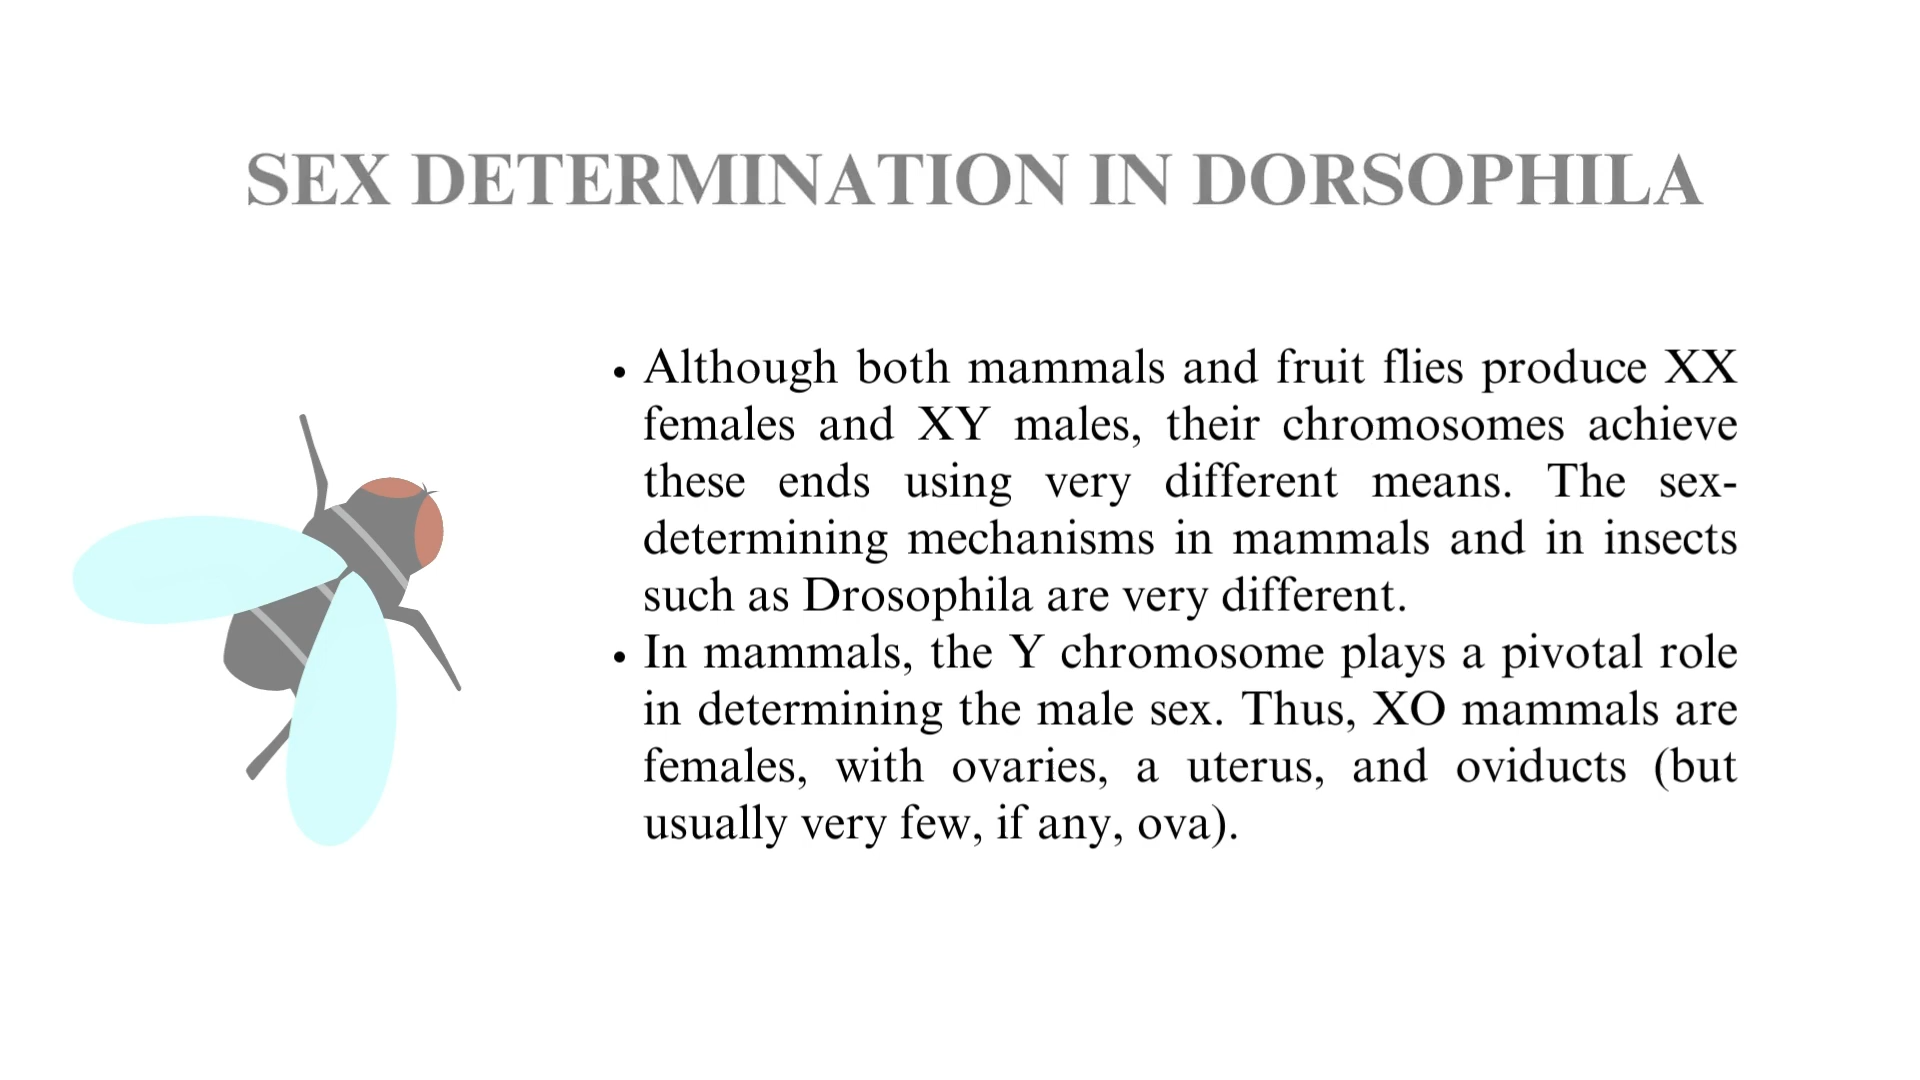 SEX DETERMINATION IN DORSOPHILA
• Although both mammals and fruit flies produce XX
females and XY males, their chromosomes achieve
these ends using very different means. The sex-
determining mechanisms in mammals and in insects
such as Drosophila are very different.
• In mammals, the Y chromosome plays a pivotal role
in determining the male sex. Thus, XO mammals are
females, with ovaries, a uterus, and oviducts (but
usually very few, if any, ova).